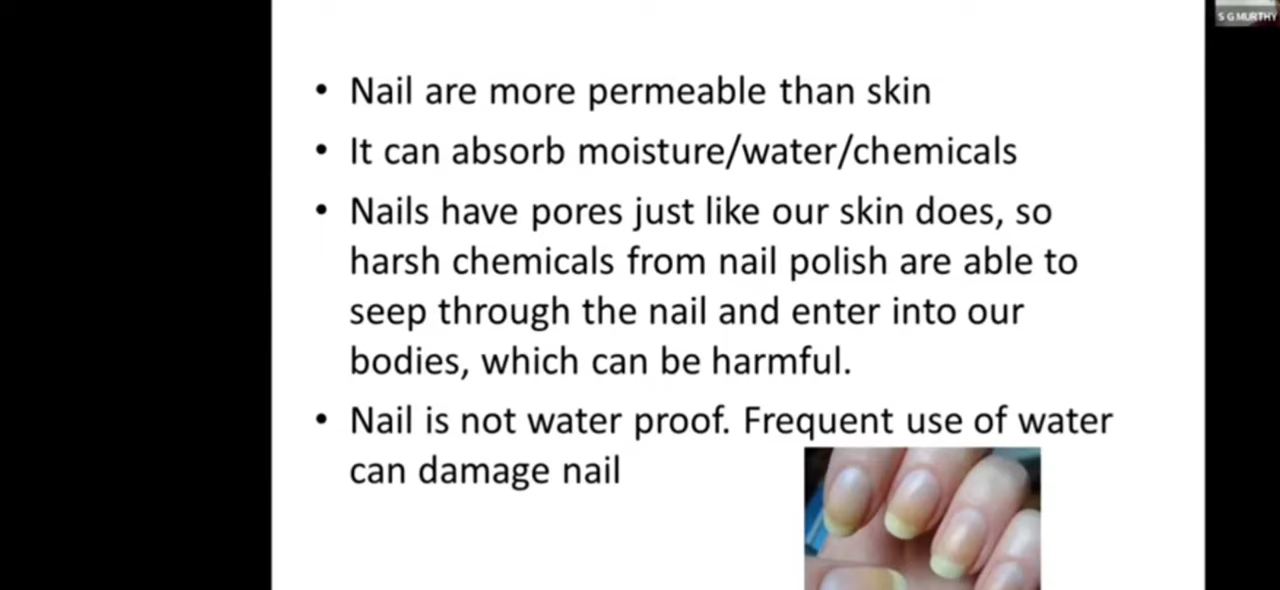 S G MURTHY
• Nail are more permeable than skin
• It can absorb moisture/water/chemicals
• Nails have pores just like our skin does, so
harsh chemicals from nail polish are able to
seep through the nail and enter into our
bodies, which can be harmful.
• Nail is not water proof. Frequent use of water
can damage nail